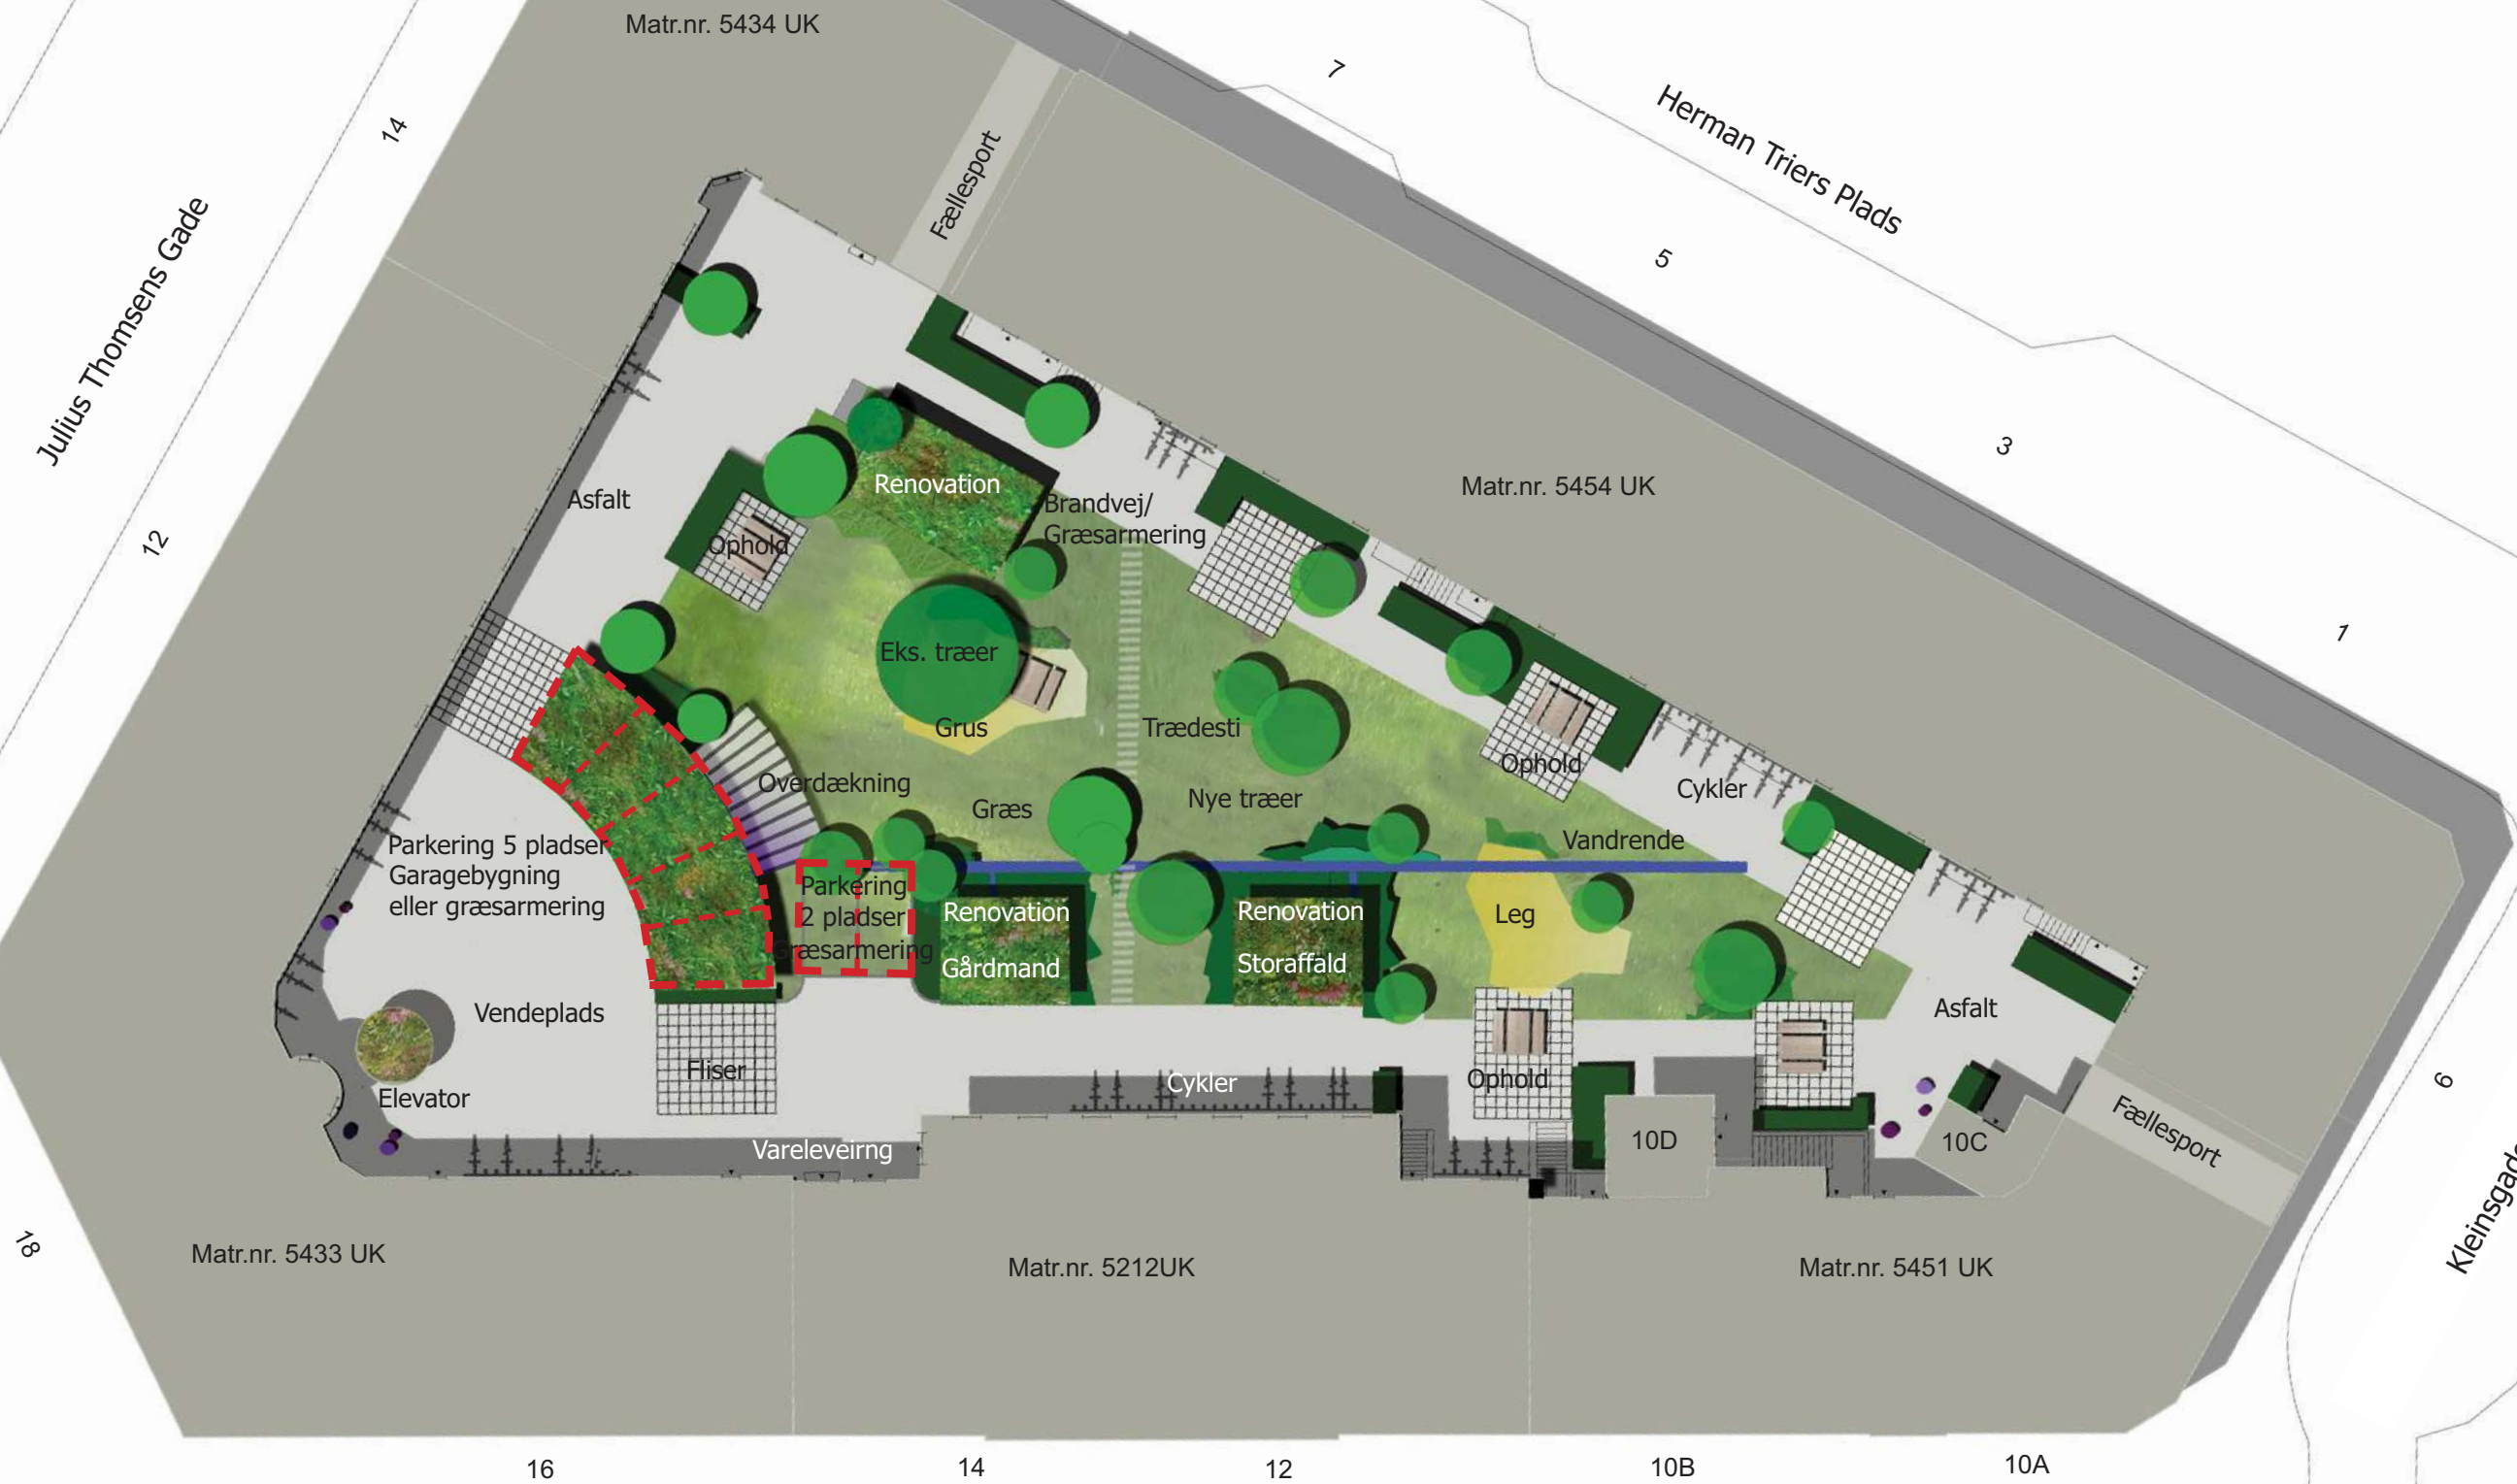 Matr.nr. 5434 UK
7
Herman Triers Plads
14
Fællesport
5
Julius Thomsens Gade
3
Matr.nr. 5454 UK
Renovation
Asfalt
Brandvej/
Græsarmering
12
Ophold
1
Eks. træer
Grus
Trædesti
Ophold
Overdækning
Cykler
Nye træer
Græs
Vandrende
Parkering 5 pladser
Garagebygning
eller græsarmering
Parkering
2 pladser
Græsarmering
Renovation
Gårdmand
Renovation
Storaffald
Leg
Vendeplads
Asfalt
Fliser
Cykler
Ophold
6
Elevator
Vareleveirng
10D
10C
Fællesport
Kleinsgade
18
Matr.nr. 5433 UK
Matr.nr. 5212UK
Matr.nr. 5451 UK
16
14
12
10B
10A